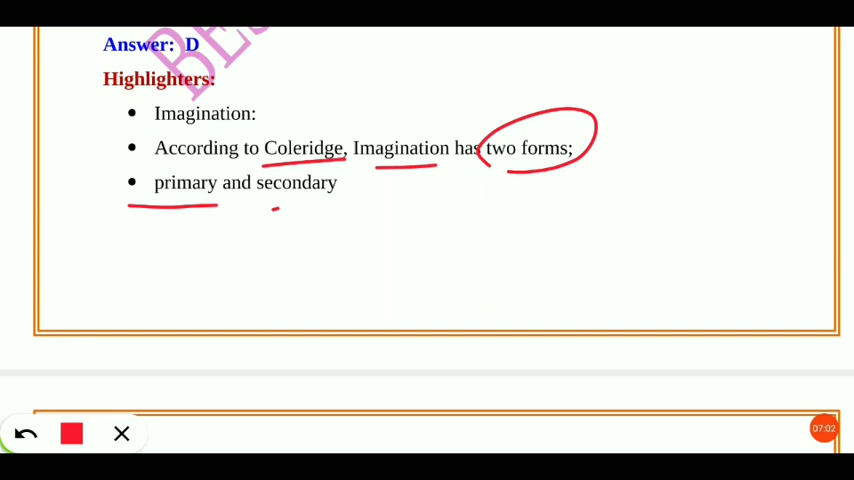 Answer: D
Highlighters:
Imagination:
According to Coleridge, Imagination has two forms;
primary and secondary
07:02